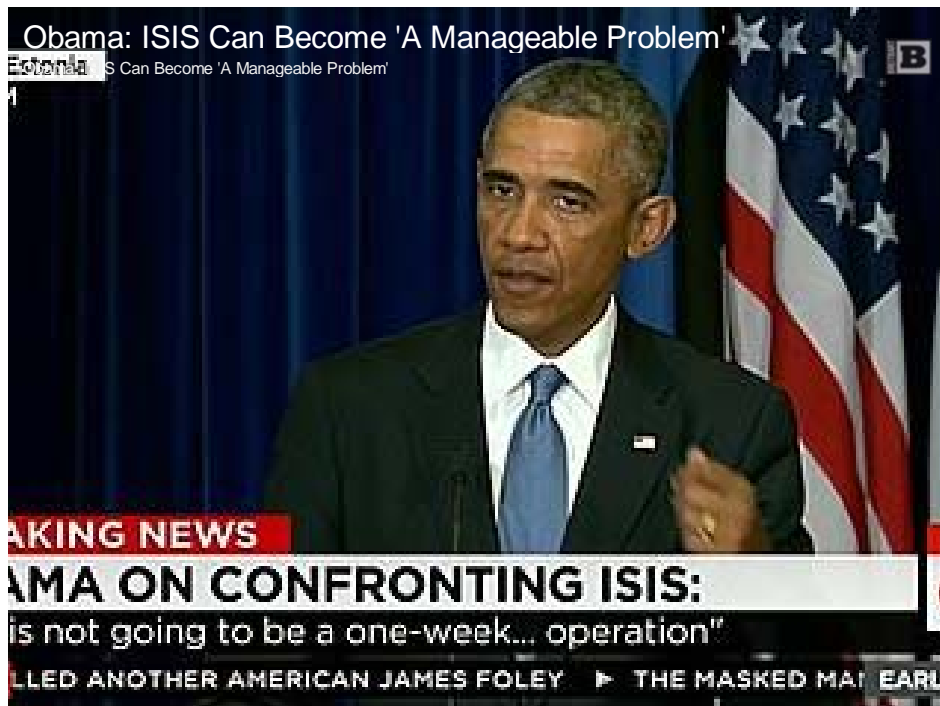 Obama: ISIS Can Become 'A Manageable Problem'
Estonia
S Can Become 'A Manageable Problem'
B
M
AKING NEWS
AMA ON CONFRONTING ISIS:
is not going to be a one-week... operation"
LLED ANOTHER AMERICAN JAMES FOLEY ► THE MASKED MA EARL